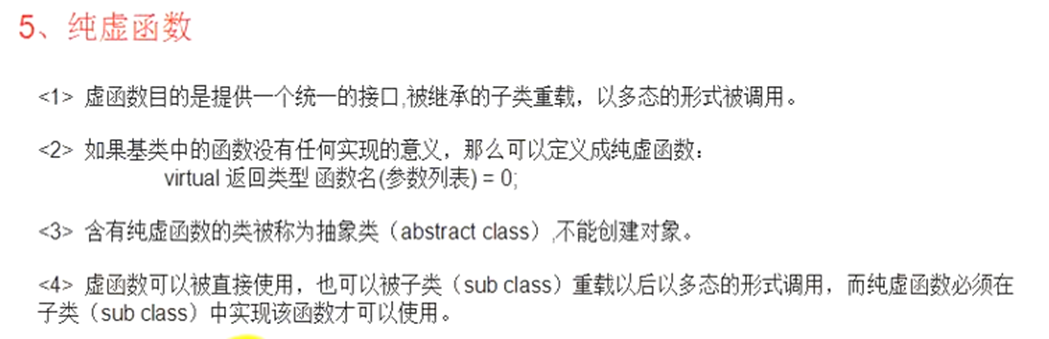 5、纯虚函数
<1> 虚函数目的是提供一个统一的接口,被继承的子类重载，以多态的形式被调用。
<2> 如果基类中的函数没有任何实现的意义，那么可以定义成纯虚函数：
virtual 返回类型 函数名(参数列表) = 0;
<3> 含有纯虚函数的类被称为抽象类（abstract class）,不能创建对象。
<4> 虚函数可以被直接使用，也可以被子类（sub class）重载以后以多态的形式调用，而纯虚函数必须在
子类（sub class）中实现该函数才可以使用。